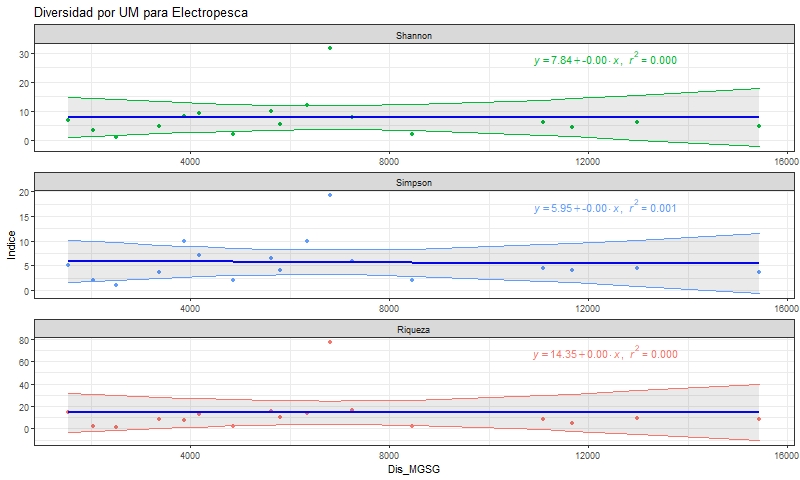 Diversidad por UM para Electropesca
Shannon
y = 7.84 + -0.00 · x, r² = 0.000
30
20
10
0
4000 8000 12000 16000
Simpson
y = 5.95 + -0.00 · x, r² = 0.001
20
15
10
5
0
4000 8000 12000 16000
Indice
Riqueza
y = 14.35 + 0.00 · x, r² = 0.000
80
60
40
20
0
4000 8000 12000 16000
Dis_MGSG